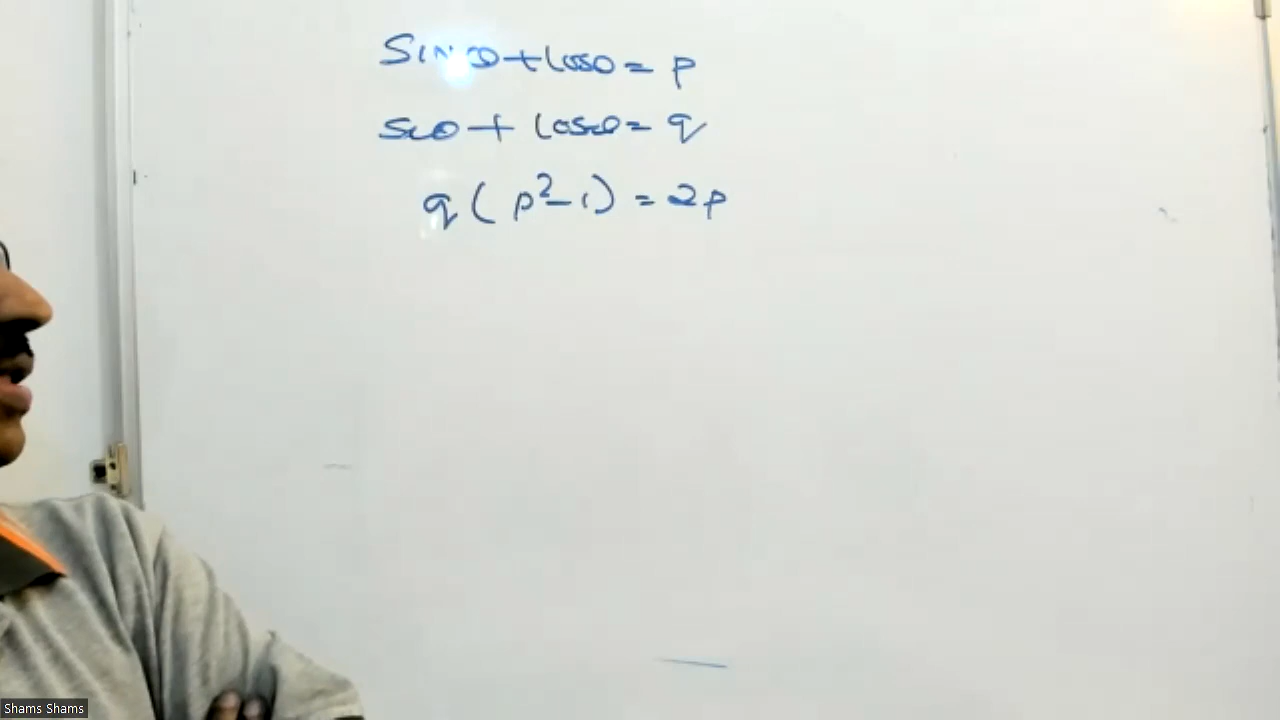 Sinθ + Cosθ = p
secθ + Cosecθ = q
q ( p² - 1 ) = 2p
Shams Shams